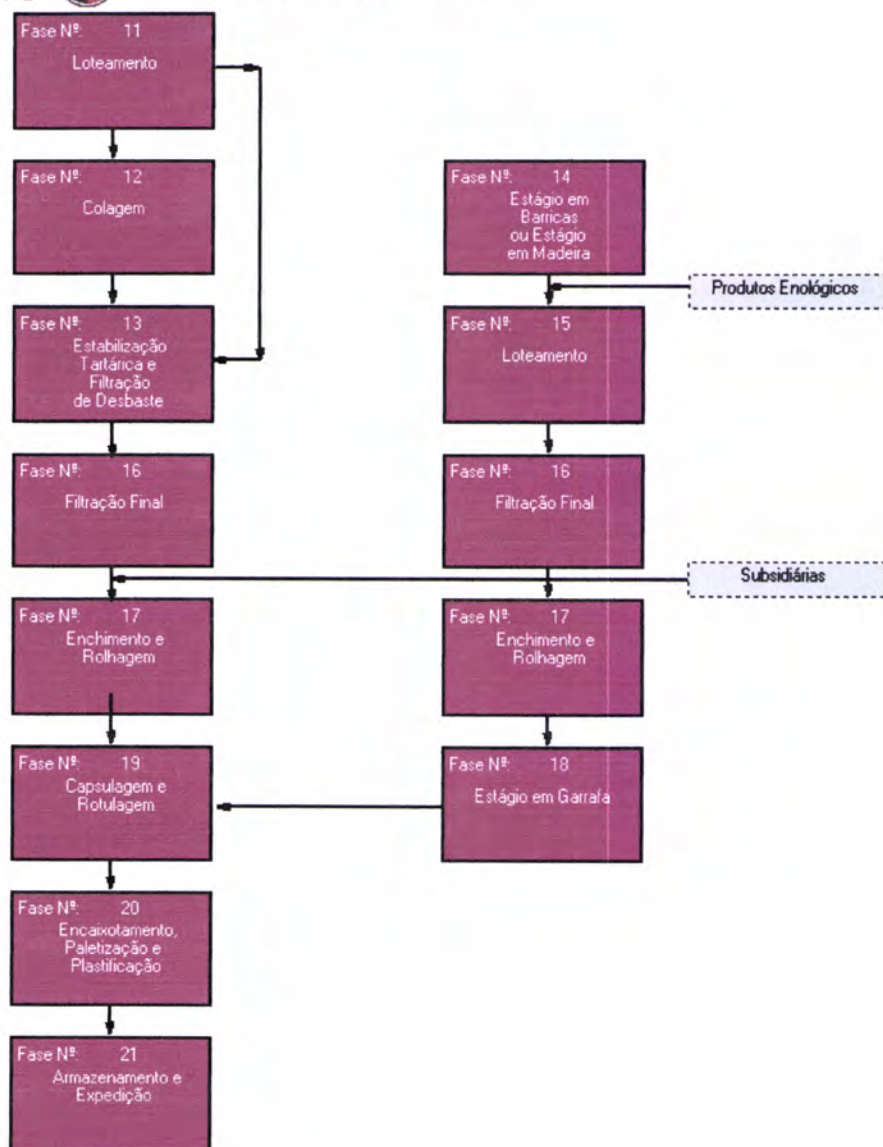 Fase Nº: 11
Loteamento
Fase Nº: 12
Colagem
Fase Nº: 13
Estabilização
Tartárica e
Filtração
de Desbaste
Fase Nº: 16
Filtração Final
Fase Nº: 17
Enchimento e
Rolhagem
Fase Nº: 19
Capsulagem e
Rotulagem
Fase Nº: 20
Encaixotamento,
Paletização e
Plastificação
Fase Nº: 21
Armazenamento e
Expedição
Fase Nº: 14
Estágio em
Barricas
ou Estágio
em Madeira
Produtos Enológicos
Fase Nº: 15
Loteamento
Fase Nº: 16
Filtração Final
Subsidiárias
Fase Nº: 17
Enchimento e
Rolhagem
Fase Nº: 18
Estágio em Garrafa